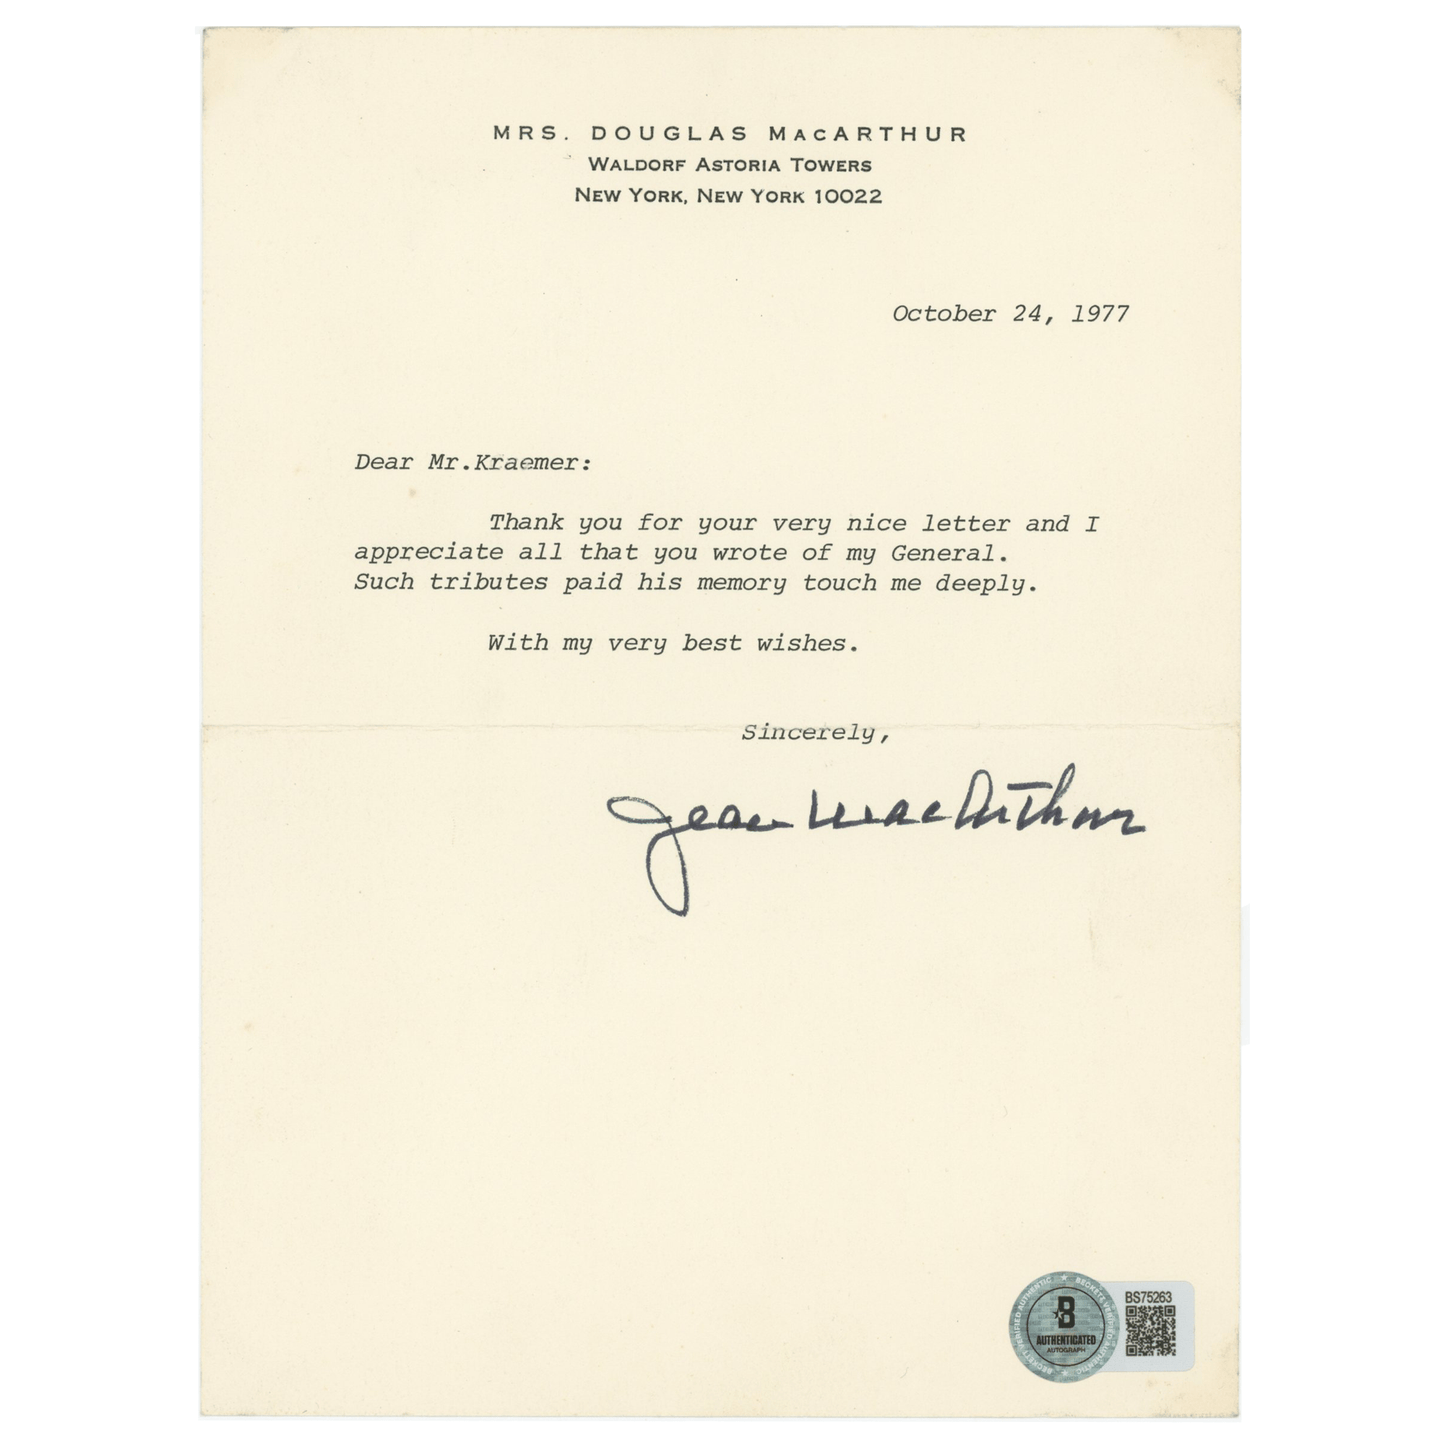 MRS. DOUGLAS MACARTHUR
WALDORF ASTORIA TOWERS
NEW YORK, NEW YORK 10022
October 24, 1977
Dear Mr.Kraemer:
Thank you for your very nice letter and I
appreciate all that you wrote of my General.
Such tributes paid his memory touch me deeply.
With my very best wishes.
Sincerely,
Jean MacArthur
BS75263
B
AUTHENTICATED
AUTOGRAPH